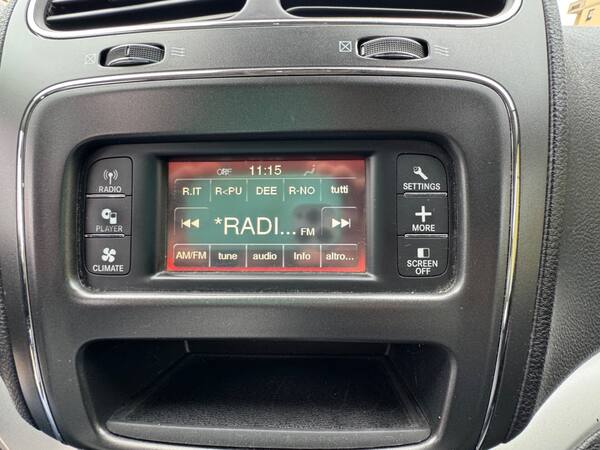 OFF 11:15
R.IT R<PU DEE R-NO tutti
*RADI... FM
AM/FM tune audio Info altro...
RADIO
PLAYER
CLIMATE
SETTINGS
MORE
SCREEN
OFF